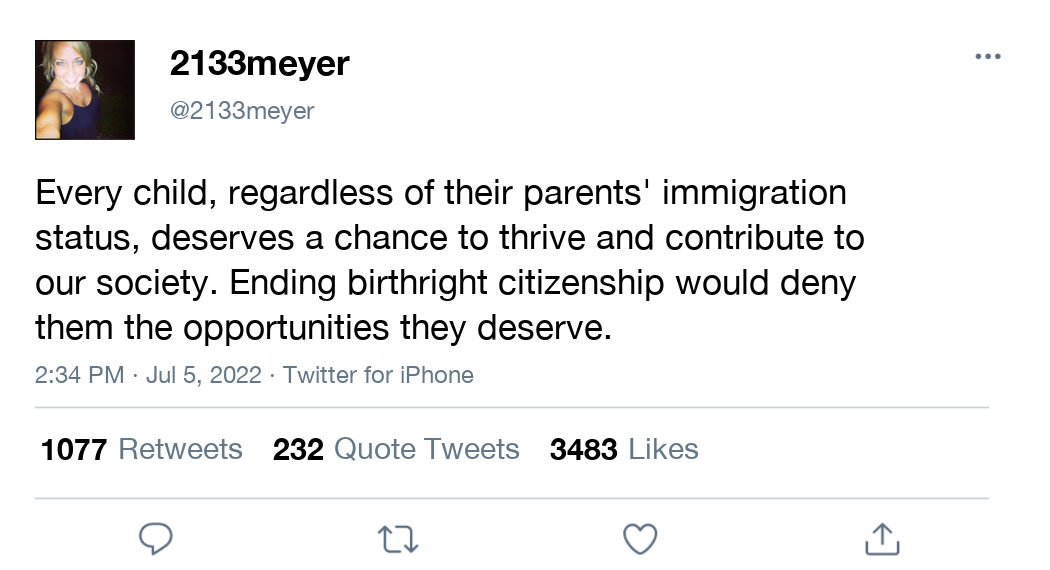 2133meyer
@2133meyer
Every child, regardless of their parents' immigration
status, deserves a chance to thrive and contribute to
our society. Ending birthright citizenship would deny
them the opportunities they deserve.
2:34 PM · Jul 5, 2022 · Twitter for iPhone
1077 Retweets 232 Quote Tweets 3483 Likes